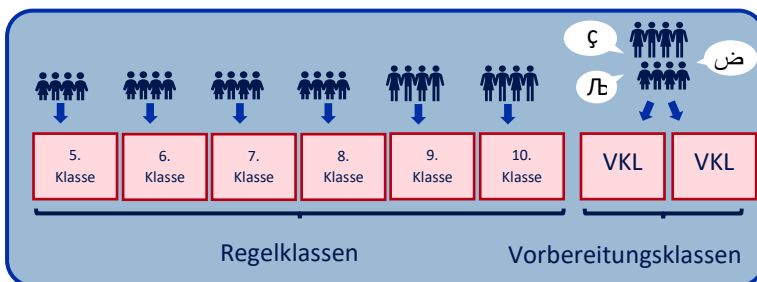 ç
ض
Љ
5.
Klasse
6.
Klasse
7.
Klasse
8.
Klasse
9.
Klasse
10.
Klasse
VKL
VKL
Regelklassen
Vorbereitungsklassen